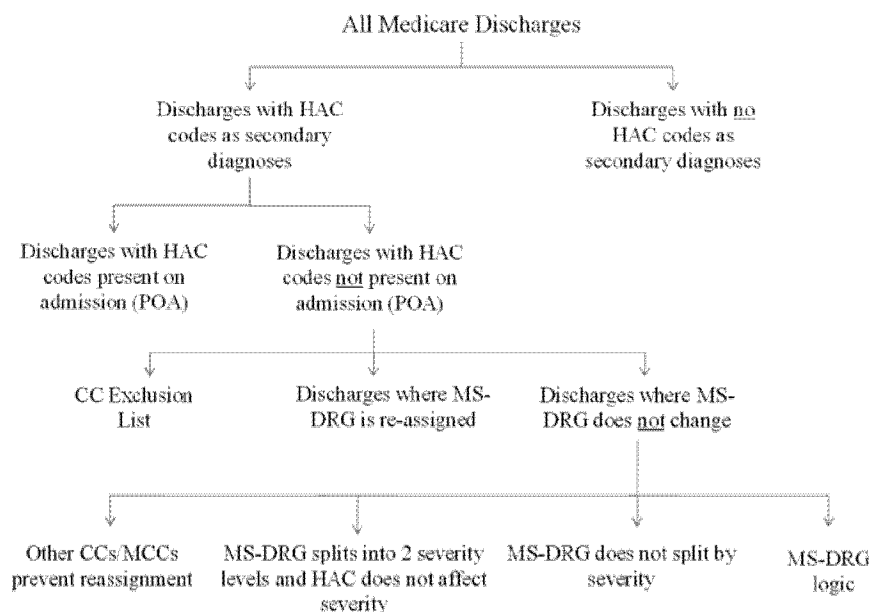 All Medicare Discharges
Discharges with HAC
codes as secondary
diagnoses
Discharges with no
HAC codes as
secondary diagnoses
Discharges with HAC
codes present on
admission (POA)
Discharges with HAC
codes not present on
admission (POA)
CC Exclusion
List
Discharges where MS-
DRG is re-assigned
Discharges where MS-
DRG does not change
Other CCs/MCCs
prevent reassignment
MS-DRG splits into 2 severity
levels and HAC does not affect
severity
MS-DRG does not split by
severity
MS-DRG
logic